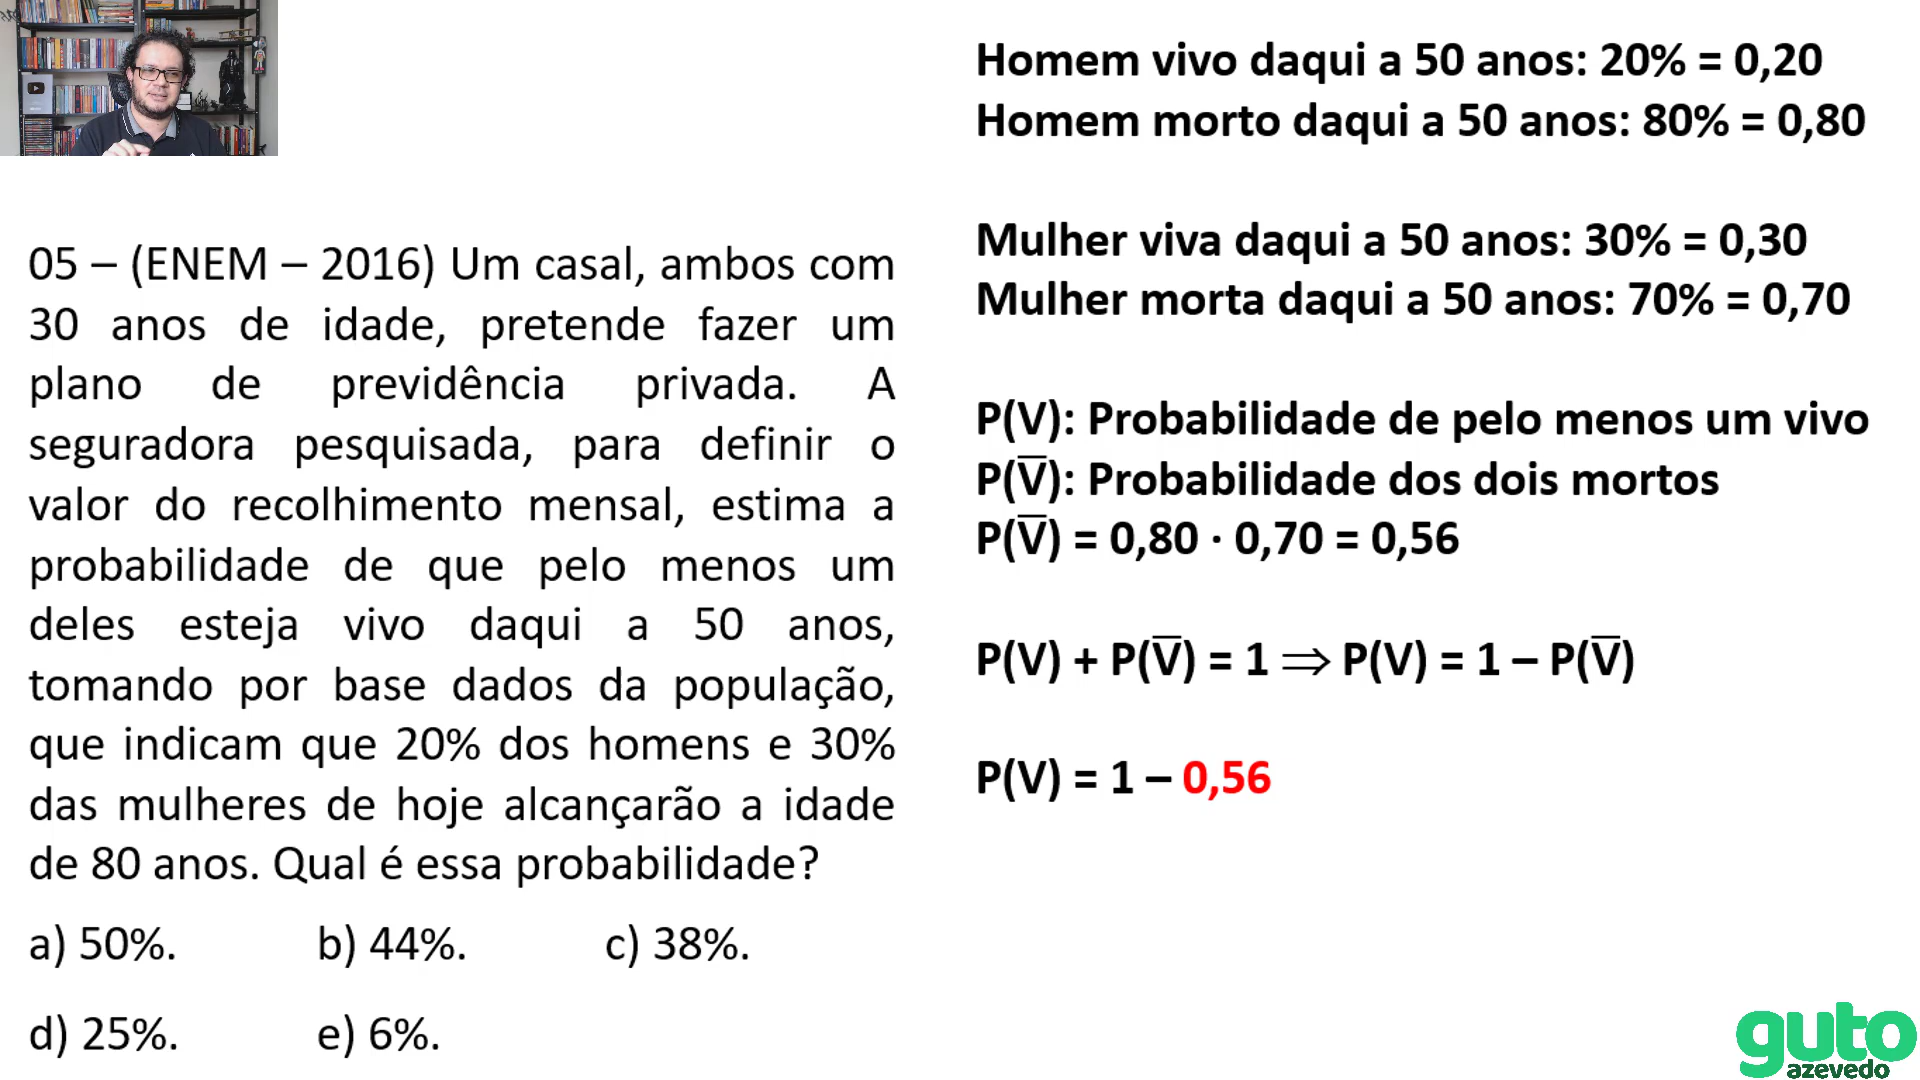 05 – (ENEM – 2016) Um casal, ambos com
30 anos de idade, pretende fazer um
plano de previdência privada. A
seguradora pesquisada, para definir o
valor do recolhimento mensal, estima a
probabilidade de que pelo menos um
deles esteja vivo daqui a 50 anos,
tomando por base dados da população,
que indicam que 20% dos homens e 30%
das mulheres de hoje alcançarão a idade
de 80 anos. Qual é essa probabilidade?
a) 50%. b) 44%. c) 38%.
d) 25%. e) 6%.
Homem vivo daqui a 50 anos: 20% = 0,20
Homem morto daqui a 50 anos: 80% = 0,80
Mulher viva daqui a 50 anos: 30% = 0,30
Mulher morta daqui a 50 anos: 70% = 0,70
P(V): Probabilidade de pelo menos um vivo
P(V̅): Probabilidade dos dois mortos
P(V̅) = 0,80 · 0,70 = 0,56
P(V) + P(V̅) = 1 ⇒ P(V) = 1 – P(V̅)
P(V) = 1 – 0,56
guto
azevedo